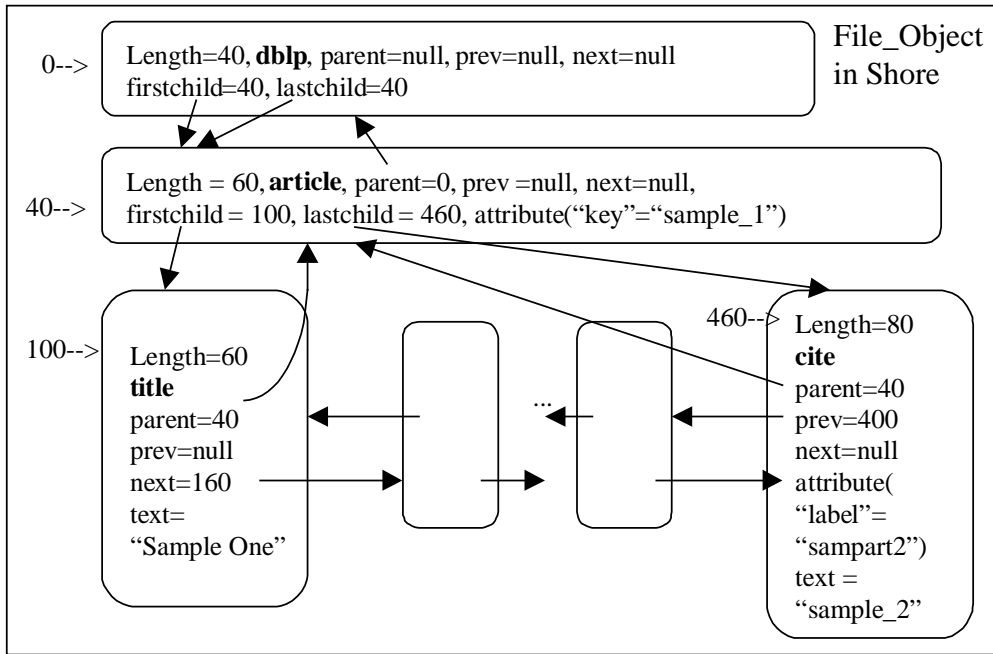 File_Object
in Shore
0-->
Length=40, dblp, parent=null, prev=null, next=null
firstchild=40, lastchild=40
40-->
Length = 60, article, parent=0, prev =null, next=null,
firstchild = 100, lastchild = 460, attribute(“key”=“sample_1”)
100-->
Length=60
title
parent=40
prev=null
next=160
text=
“Sample One”
...
460-->
Length=80
cite
parent=40
prev=400
next=null
attribute(
“label”=
“sampart2”)
text =
“sample_2”